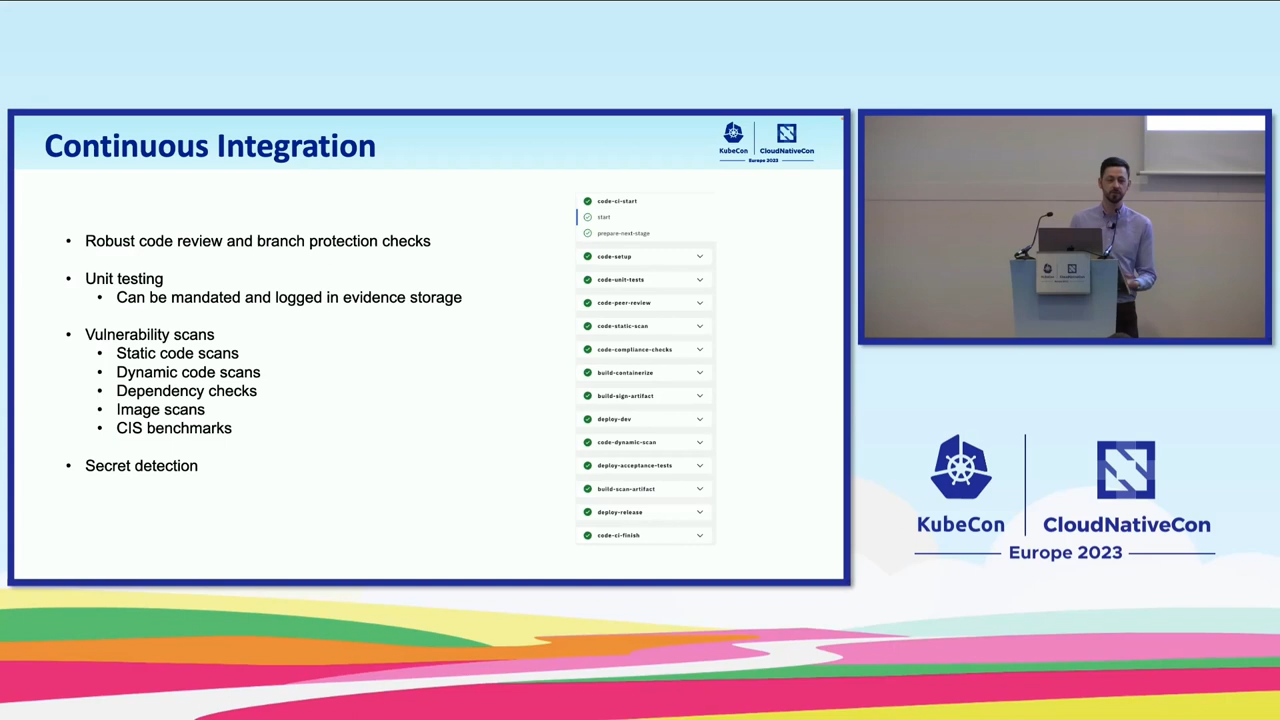 Continuous Integration
KubeCon
CloudNativeCon
Europe 2023
• Robust code review and branch protection checks
• Unit testing
• Can be mandated and logged in evidence storage
• Vulnerability scans
• Static code scans
• Dynamic code scans
• Dependency checks
• Image scans
• CIS benchmarks
• Secret detection
code-ci-start
start
prepare-next-stage
code-setup
code-unit-tests
code-peer-review
code-static-scan
code-compliance-checks
build-containerize
build-sign-artifact
deploy-dev
code-dynamic-scan
deploy-acceptance-tests
build-scan-artifact
deploy-release
code-ci-finish
KubeCon
CloudNativeCon
Europe 2023